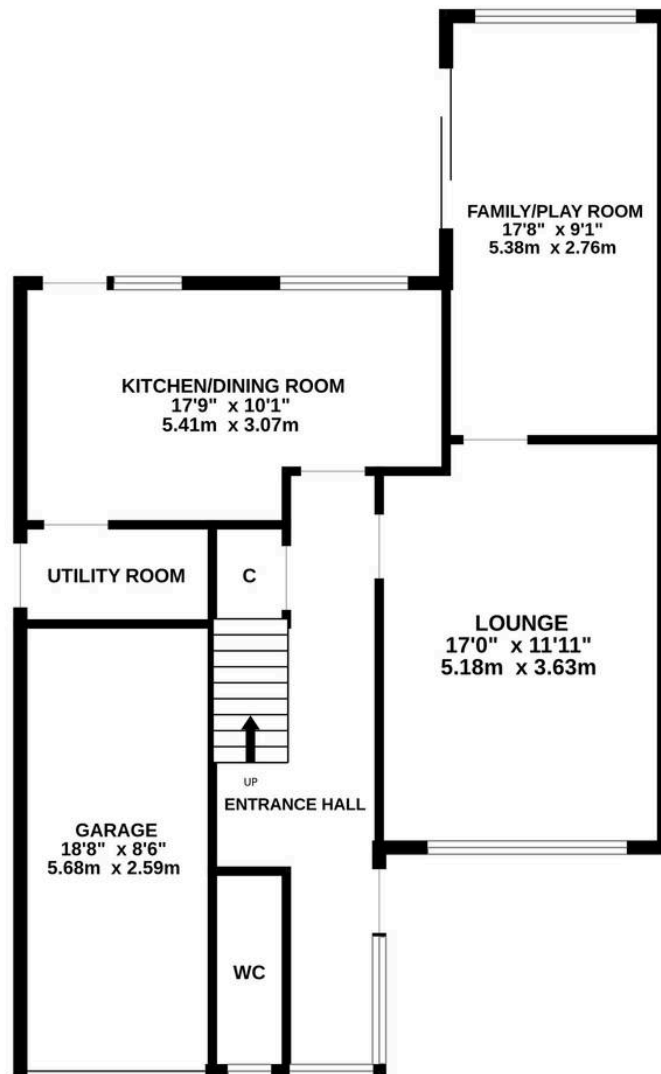 FAMILY/PLAY ROOM
17'8" x 9'1"
5.38m x 2.76m
KITCHEN/DINING ROOM
17'9" x 10'1"
5.41m x 3.07m
UTILITY ROOM
C
LOUNGE
17'0" x 11'11"
5.18m x 3.63m
UP
ENTRANCE HALL
GARAGE
18'8" x 8'6"
5.68m x 2.59m
WC